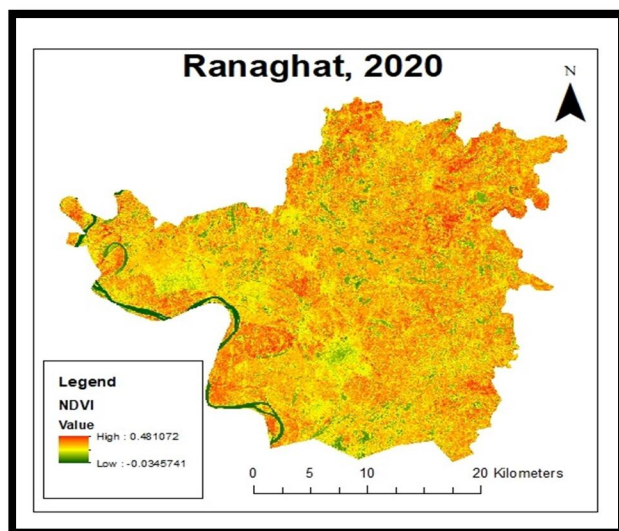 Ranaghat, 2020
N
Legend
NDVI
Value
High : 0.481072
Low : -0.0345741
0 5 10 20 Kilometers